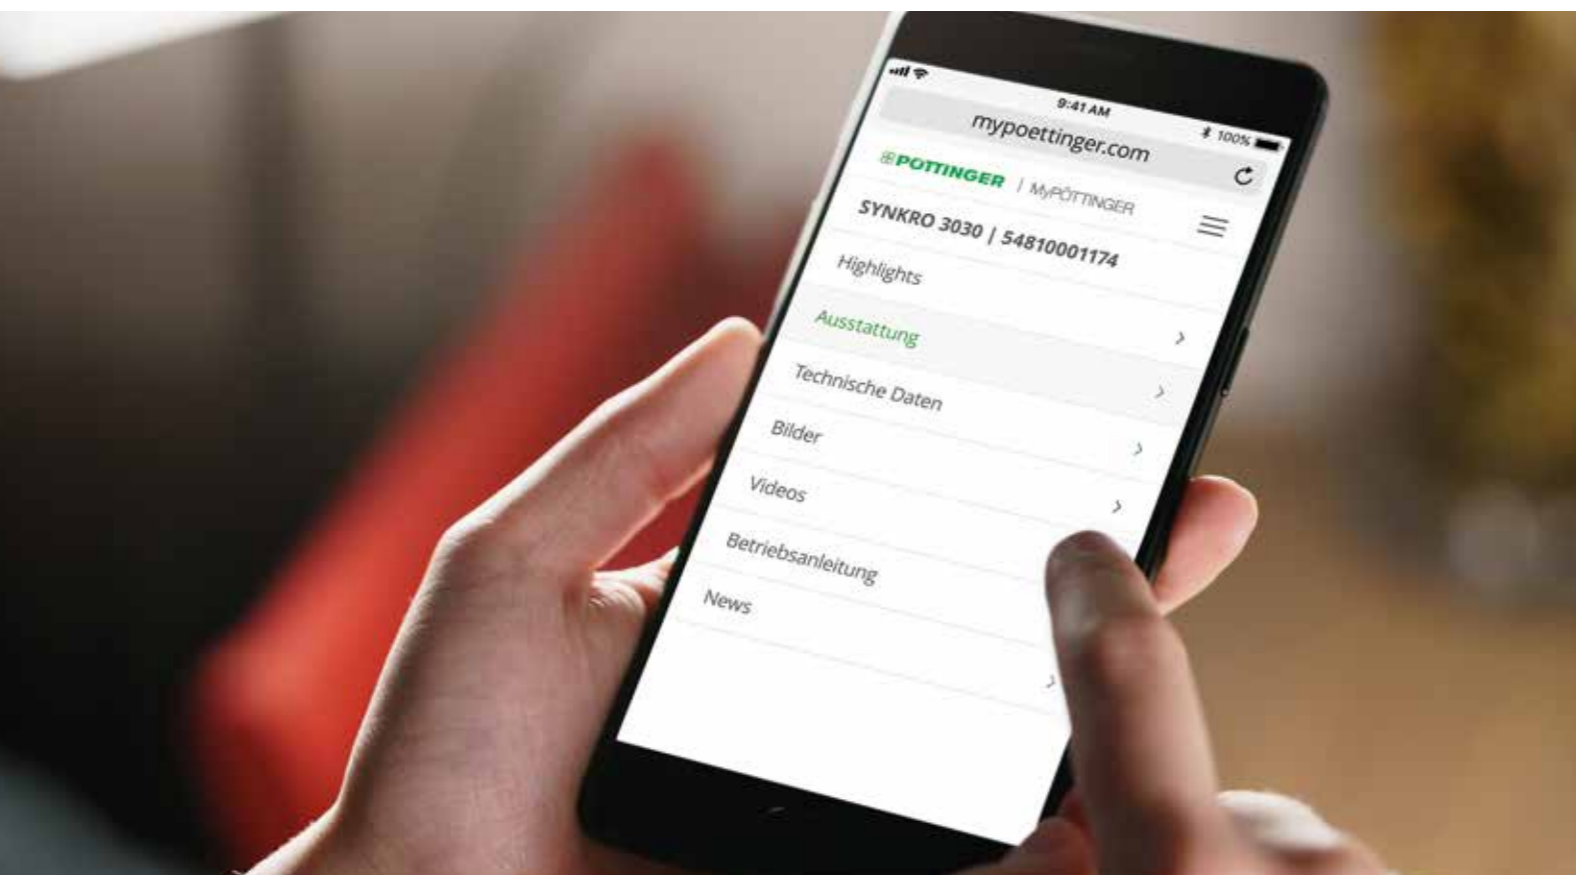 9:41 AM
100%
mypoettinger.com
PÖTTINGER | MyPÖTTINGER
SYNKRO 3030 | 54810001174
Highlights
Ausstattung
Technische Daten
Bilder
Videos
Betriebsanleitung
News